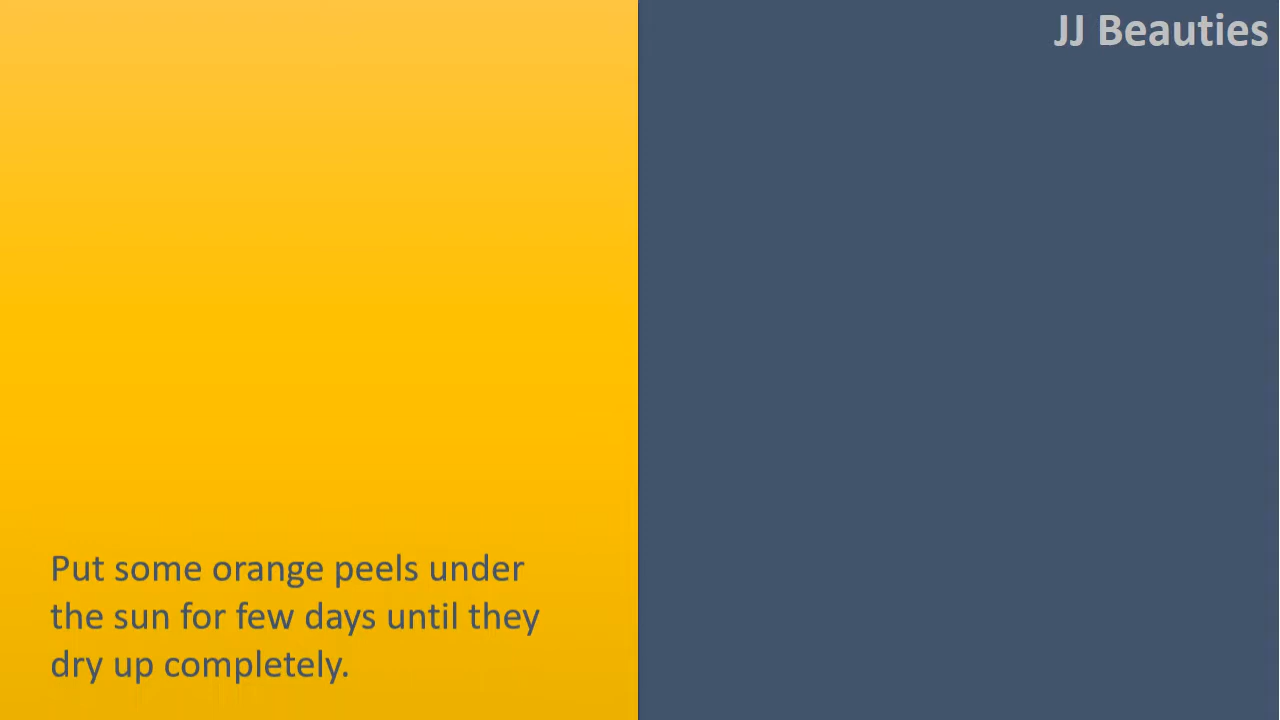 JJ Beauties
Put some orange peels under
the sun for few days until they
dry up completely.